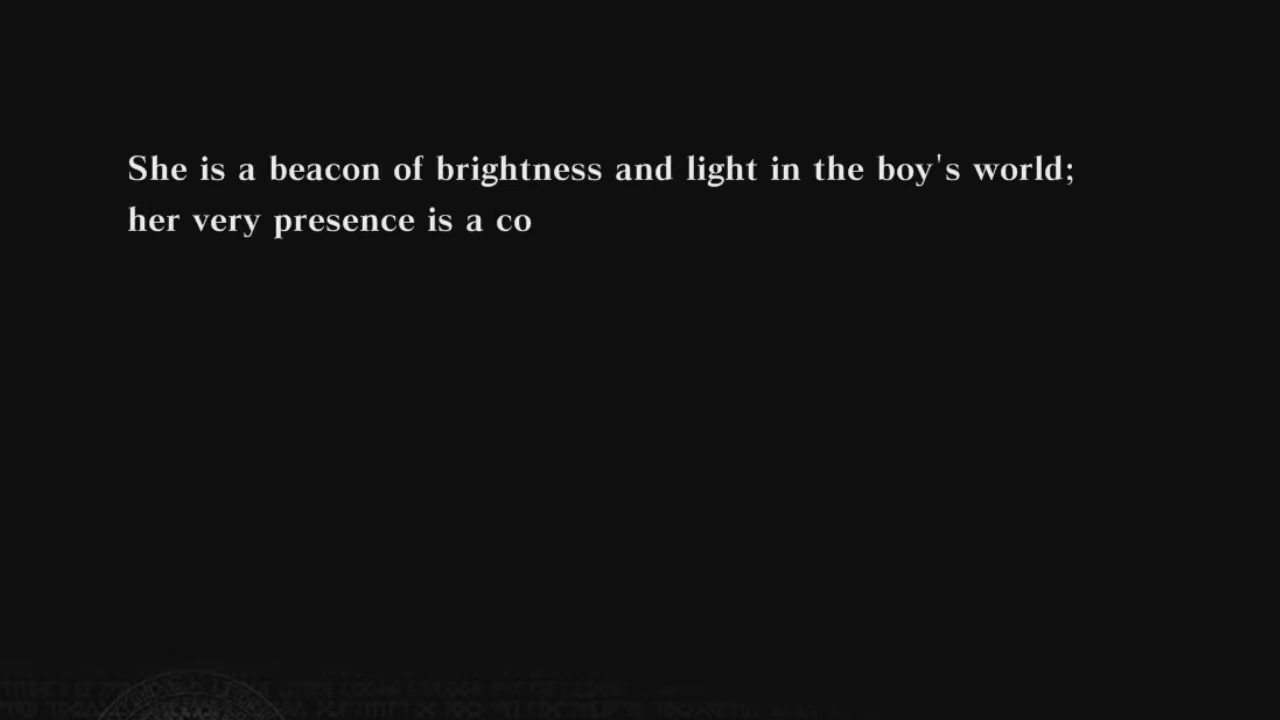 She is a beacon of brightness and light in the boy's world;
her very presence is a co